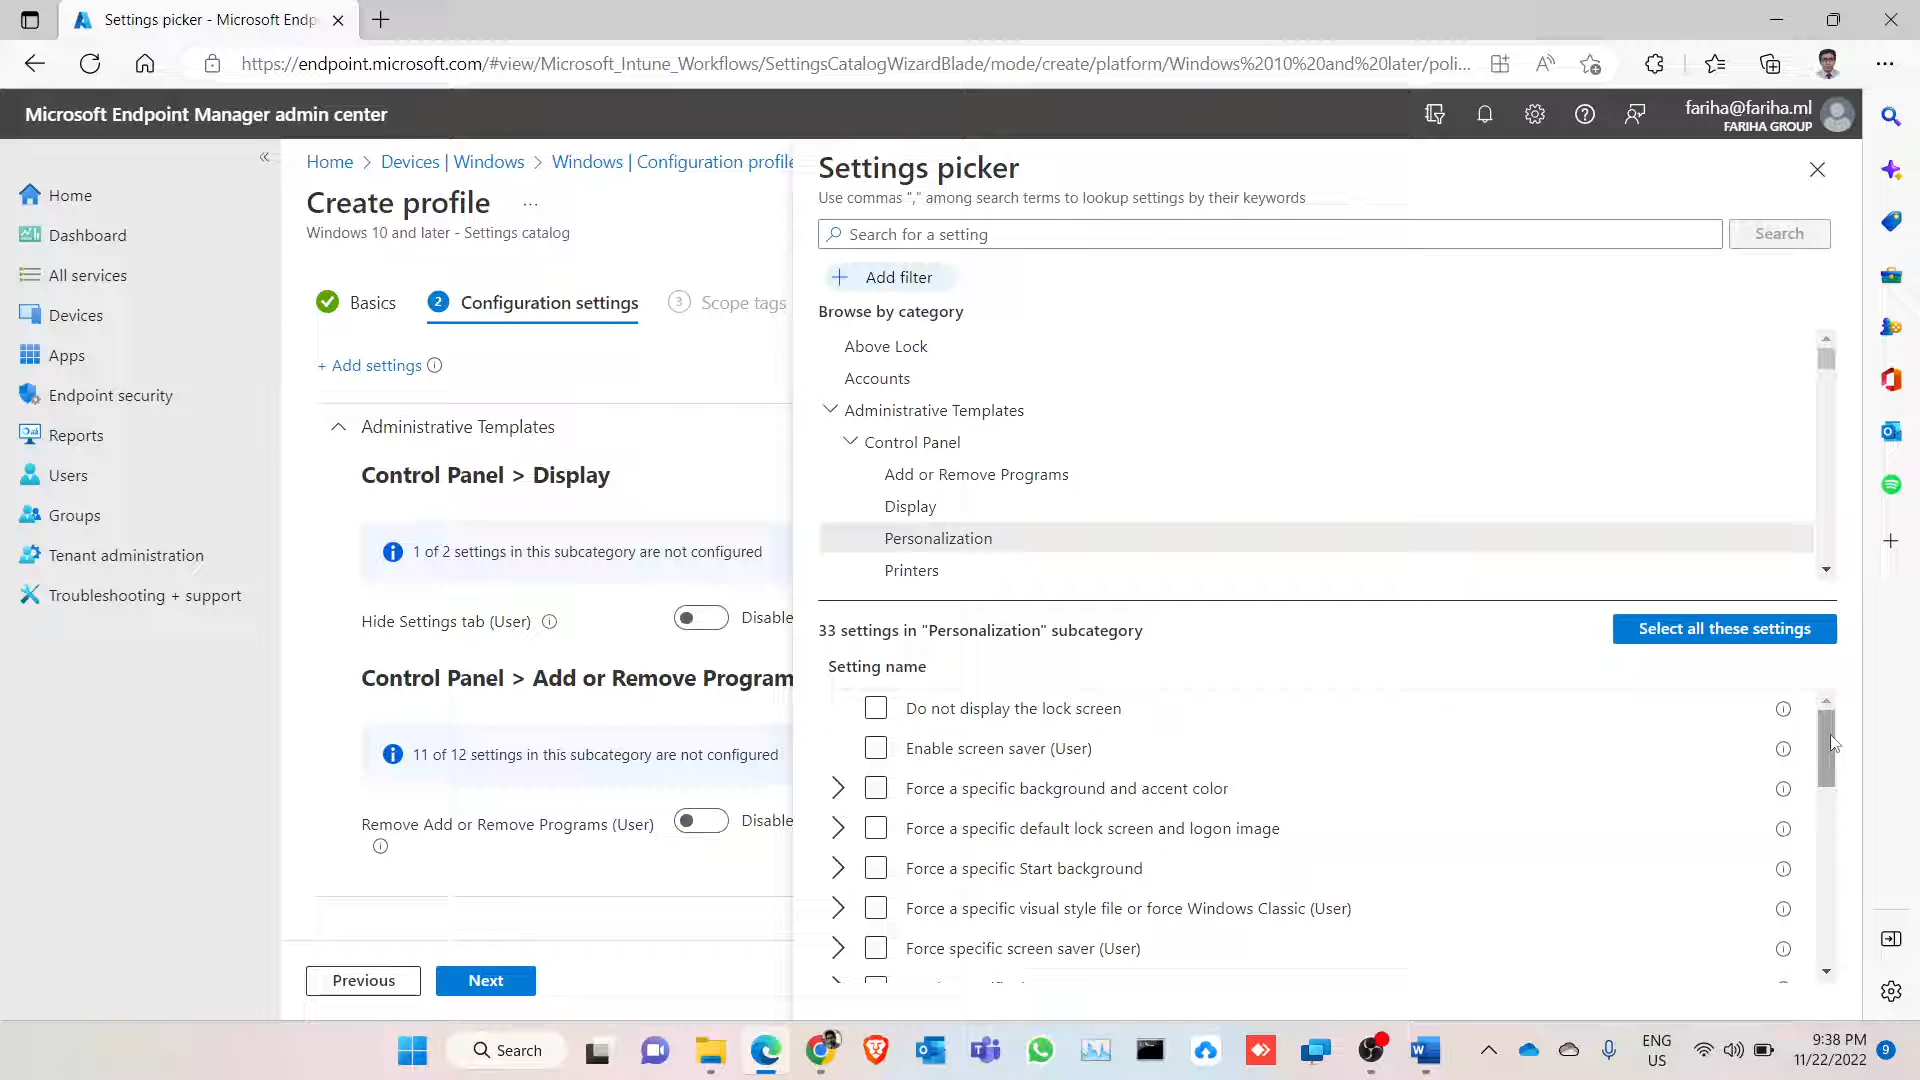 Settings picker - Microsoft Endp
https://endpoint.microsoft.com/#view/Microsoft_Intune_Workflows/SettingsCatalogWizardBlade/mode/create/platform/Windows%2010%20and%20later/poli...
Microsoft Endpoint Manager admin center
fariha@fariha.ml
FARIHA GROUP
Home
Dashboard
All services
Devices
Apps
Endpoint security
Reports
Users
Groups
Tenant administration
Troubleshooting + support
Home > Devices | Windows > Windows | Configuration profile
Create profile ...
Windows 10 and later - Settings catalog
Basics
2 Configuration settings
3 Scope tags
+ Add settings
Administrative Templates
Control Panel > Display
1 of 2 settings in this subcategory are not configured
Hide Settings tab (User)
Disable
Control Panel > Add or Remove Program
11 of 12 settings in this subcategory are not configured
Remove Add or Remove Programs (User)
Disable
Previous
Next
Settings picker
Use commas "," among search terms to lookup settings by their keywords
Search for a setting
Search
Add filter
Browse by category
Above Lock
Accounts
Administrative Templates
Control Panel
Add or Remove Programs
Display
Personalization
Printers
33 settings in "Personalization" subcategory
Select all these settings
Setting name
Do not display the lock screen
Enable screen saver (User)
Force a specific background and accent color
Force a specific default lock screen and logon image
Force a specific Start background
Force a specific visual style file or force Windows Classic (User)
Force specific screen saver (User)
Search
ENG
US
9:38 PM
11/22/2022
9